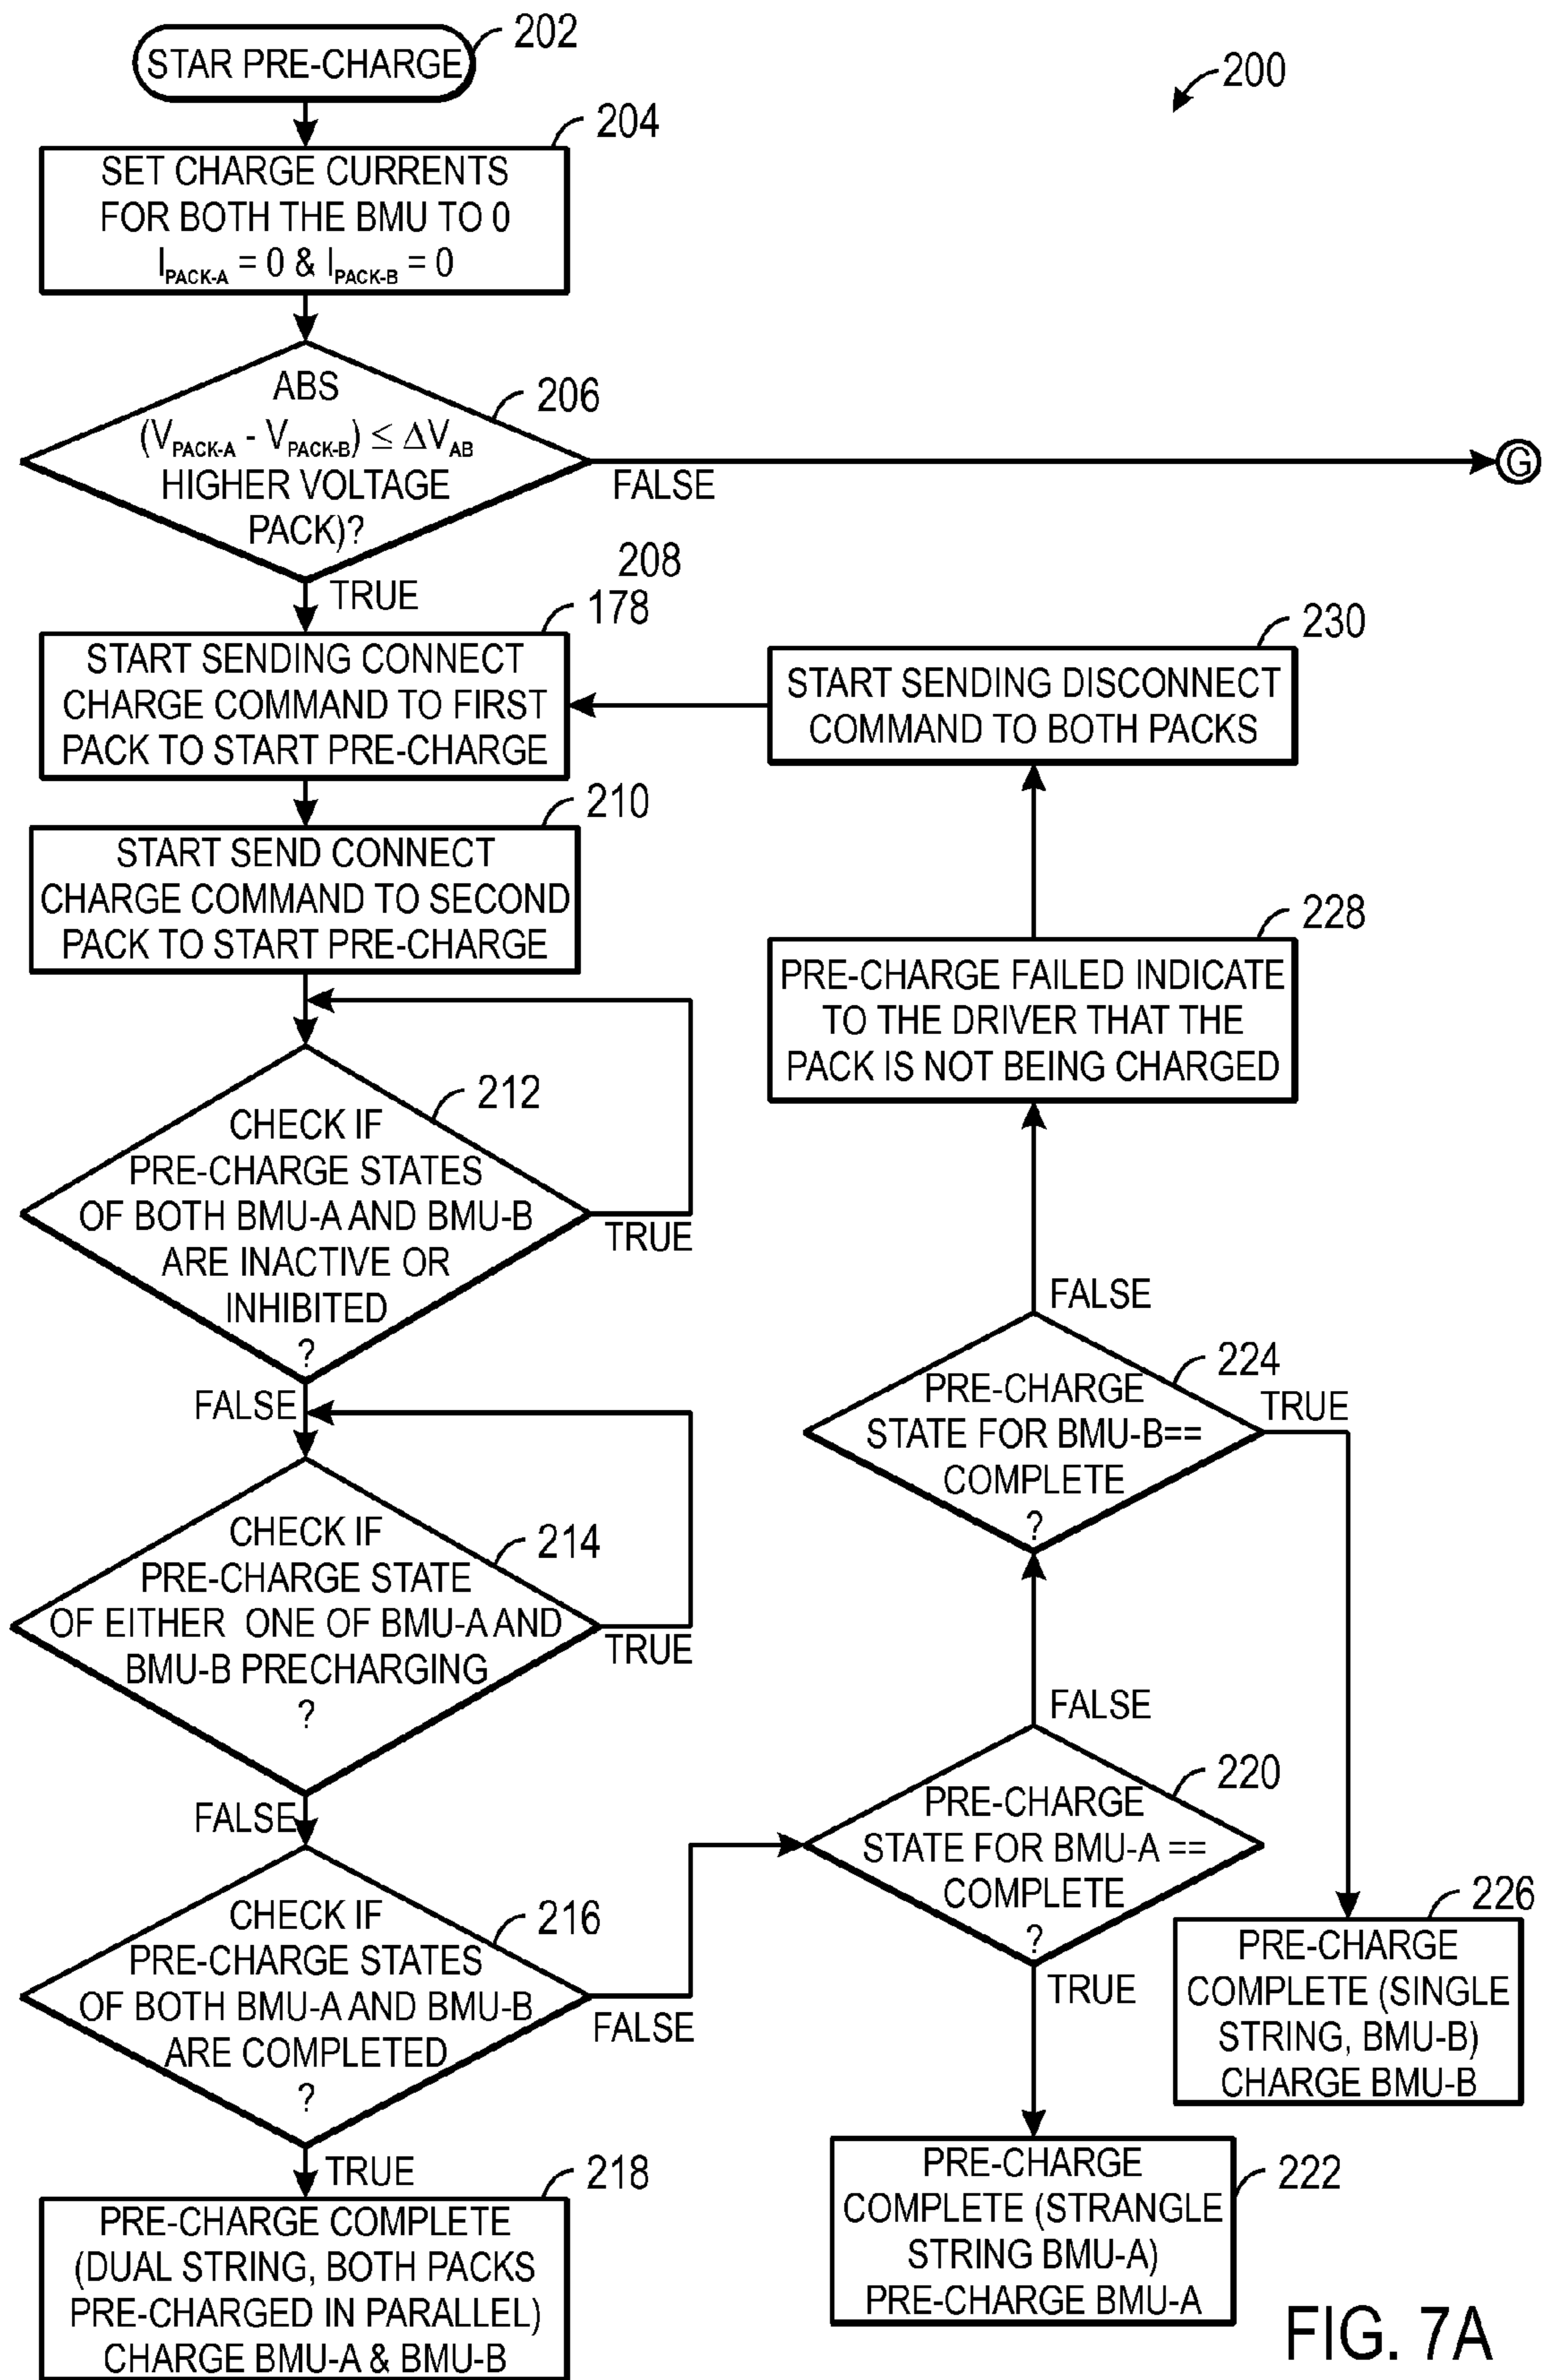 STAR PRE-CHARGE
202
200
204
SET CHARGE CURRENTS
FOR BOTH THE BMU TO 0
I PACK-A = 0 & I PACK-B = 0
206
ABS
(V PACK-A - V PACK-B) ≤ ΔV AB
HIGHER VOLTAGE
PACK)?
FALSE
G
TRUE
208
178
START SENDING CONNECT
CHARGE COMMAND TO FIRST
PACK TO START PRE-CHARGE
230
START SENDING DISCONNECT
COMMAND TO BOTH PACKS
210
START SEND CONNECT
CHARGE COMMAND TO SECOND
PACK TO START PRE-CHARGE
228
PRE-CHARGE FAILED INDICATE
TO THE DRIVER THAT THE
PACK IS NOT BEING CHARGED
212
CHECK IF
PRE-CHARGE STATES
OF BOTH BMU-A AND BMU-B
ARE INACTIVE OR
INHIBITED
?
TRUE
FALSE
FALSE
224
PRE-CHARGE
STATE FOR BMU-B==
COMPLETE
?
TRUE
214
CHECK IF
PRE-CHARGE STATE
OF EITHER ONE OF BMU-A AND
BMU-B PRECHARGING
?
TRUE
FALSE
FALSE
220
PRE-CHARGE
STATE FOR BMU-A ==
COMPLETE
?
TRUE
216
CHECK IF
PRE-CHARGE STATES
OF BOTH BMU-A AND BMU-B
ARE COMPLETED
?
FALSE
TRUE
226
PRE-CHARGE
COMPLETE (SINGLE
STRING, BMU-B)
CHARGE BMU-B
218
PRE-CHARGE COMPLETE
(DUAL STRING, BOTH PACKS
PRE-CHARGED IN PARALLEL)
CHARGE BMU-A & BMU-B
222
PRE-CHARGE
COMPLETE (STRANGLE
STRING BMU-A)
PRE-CHARGE BMU-A
FIG. 7A